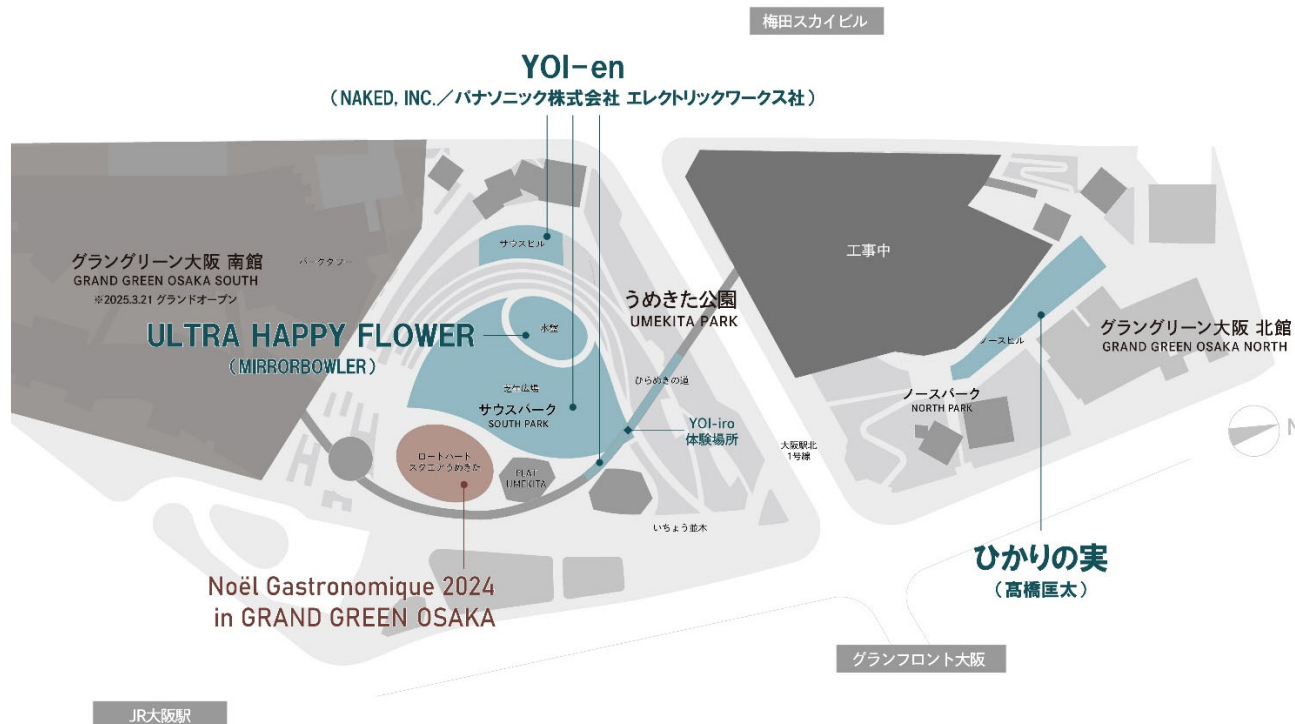 梅田スカイビル
YOI-en
（NAKED, INC.／パナソニック株式会社 エレクトリックワークス社）
サウスヒル
工事中
グラングリーン大阪 南館
GRAND GREEN OSAKA SOUTH
※2025.3.21 グランドオープン
パークタワー
うめきた公園
UMEKITA PARK
ULTRA HAPPY FLOWER
（MIRRORBOWLER）
水盤
グラングリーン大阪 北館
GRAND GREEN OSAKA NORTH
ノースヒル
ひらめきの道
芝生広場
サウスパーク
SOUTH PARK
ノースパーク
NORTH PARK
YOI-iro
体験場所
大阪駅北
1号線
N
ロートハート
スクエアうめきた
PLAT
UMEKITA
いちょう並木
Noël Gastronomique 2024
in GRAND GREEN OSAKA
ひかりの実
（髙橋匡太）
グランフロント大阪
JR大阪駅